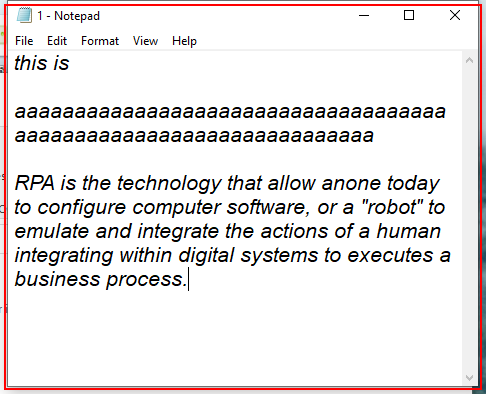 1 - Notepad
File Edit Format View Help
this is
aaaaaaaaaaaaaaaaaaaaaaaaaaaaaaaaaaaa
aaaaaaaaaaaaaaaaaaaaaaaaaaaaaa
RPA is the technology that allow anone today
to configure computer software, or a "robot" to
emulate and integrate the actions of a human
integrating within digital systems to executes a
business process.